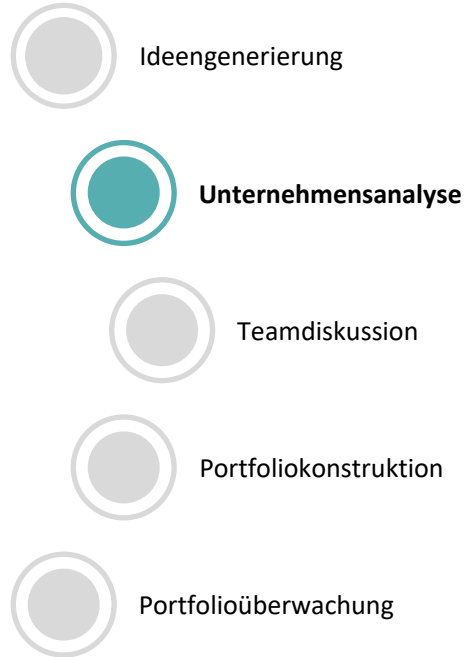 Ideengenerierung
Unternehmensanalyse
Teamdiskussion
Portfoliokonstruktion
Portfolioüberwachung